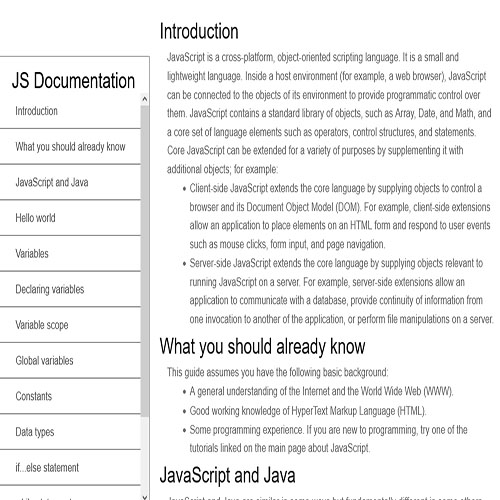 JS Documentation
Introduction
What you should already know
JavaScript and Java
Hello world
Variables
Declaring variables
Variable scope
Global variables
Constants
Data types
if...else statement
Introduction
JavaScript is a cross-platform, object-oriented scripting language. It is a small and
lightweight language. Inside a host environment (for example, a web browser), JavaScript
can be connected to the objects of its environment to provide programmatic control over
them. JavaScript contains a standard library of objects, such as Array, Date, and Math, and
a core set of language elements such as operators, control structures, and statements.
Core JavaScript can be extended for a variety of purposes by supplementing it with
additional objects; for example:
Client-side JavaScript extends the core language by supplying objects to control a
browser and its Document Object Model (DOM). For example, client-side extensions
allow an application to place elements on an HTML form and respond to user events
such as mouse clicks, form input, and page navigation.
Server-side JavaScript extends the core language by supplying objects relevant to
running JavaScript on a server. For example, server-side extensions allow an
application to communicate with a database, provide continuity of information from
one invocation to another of the application, or perform file manipulations on a server.
What you should already know
This guide assumes you have the following basic background:
A general understanding of the Internet and the World Wide Web (WWW).
Good working knowledge of HyperText Markup Language (HTML).
Some programming experience. If you are new to programming, try one of the
tutorials linked on the main page about JavaScript.
JavaScript and Java